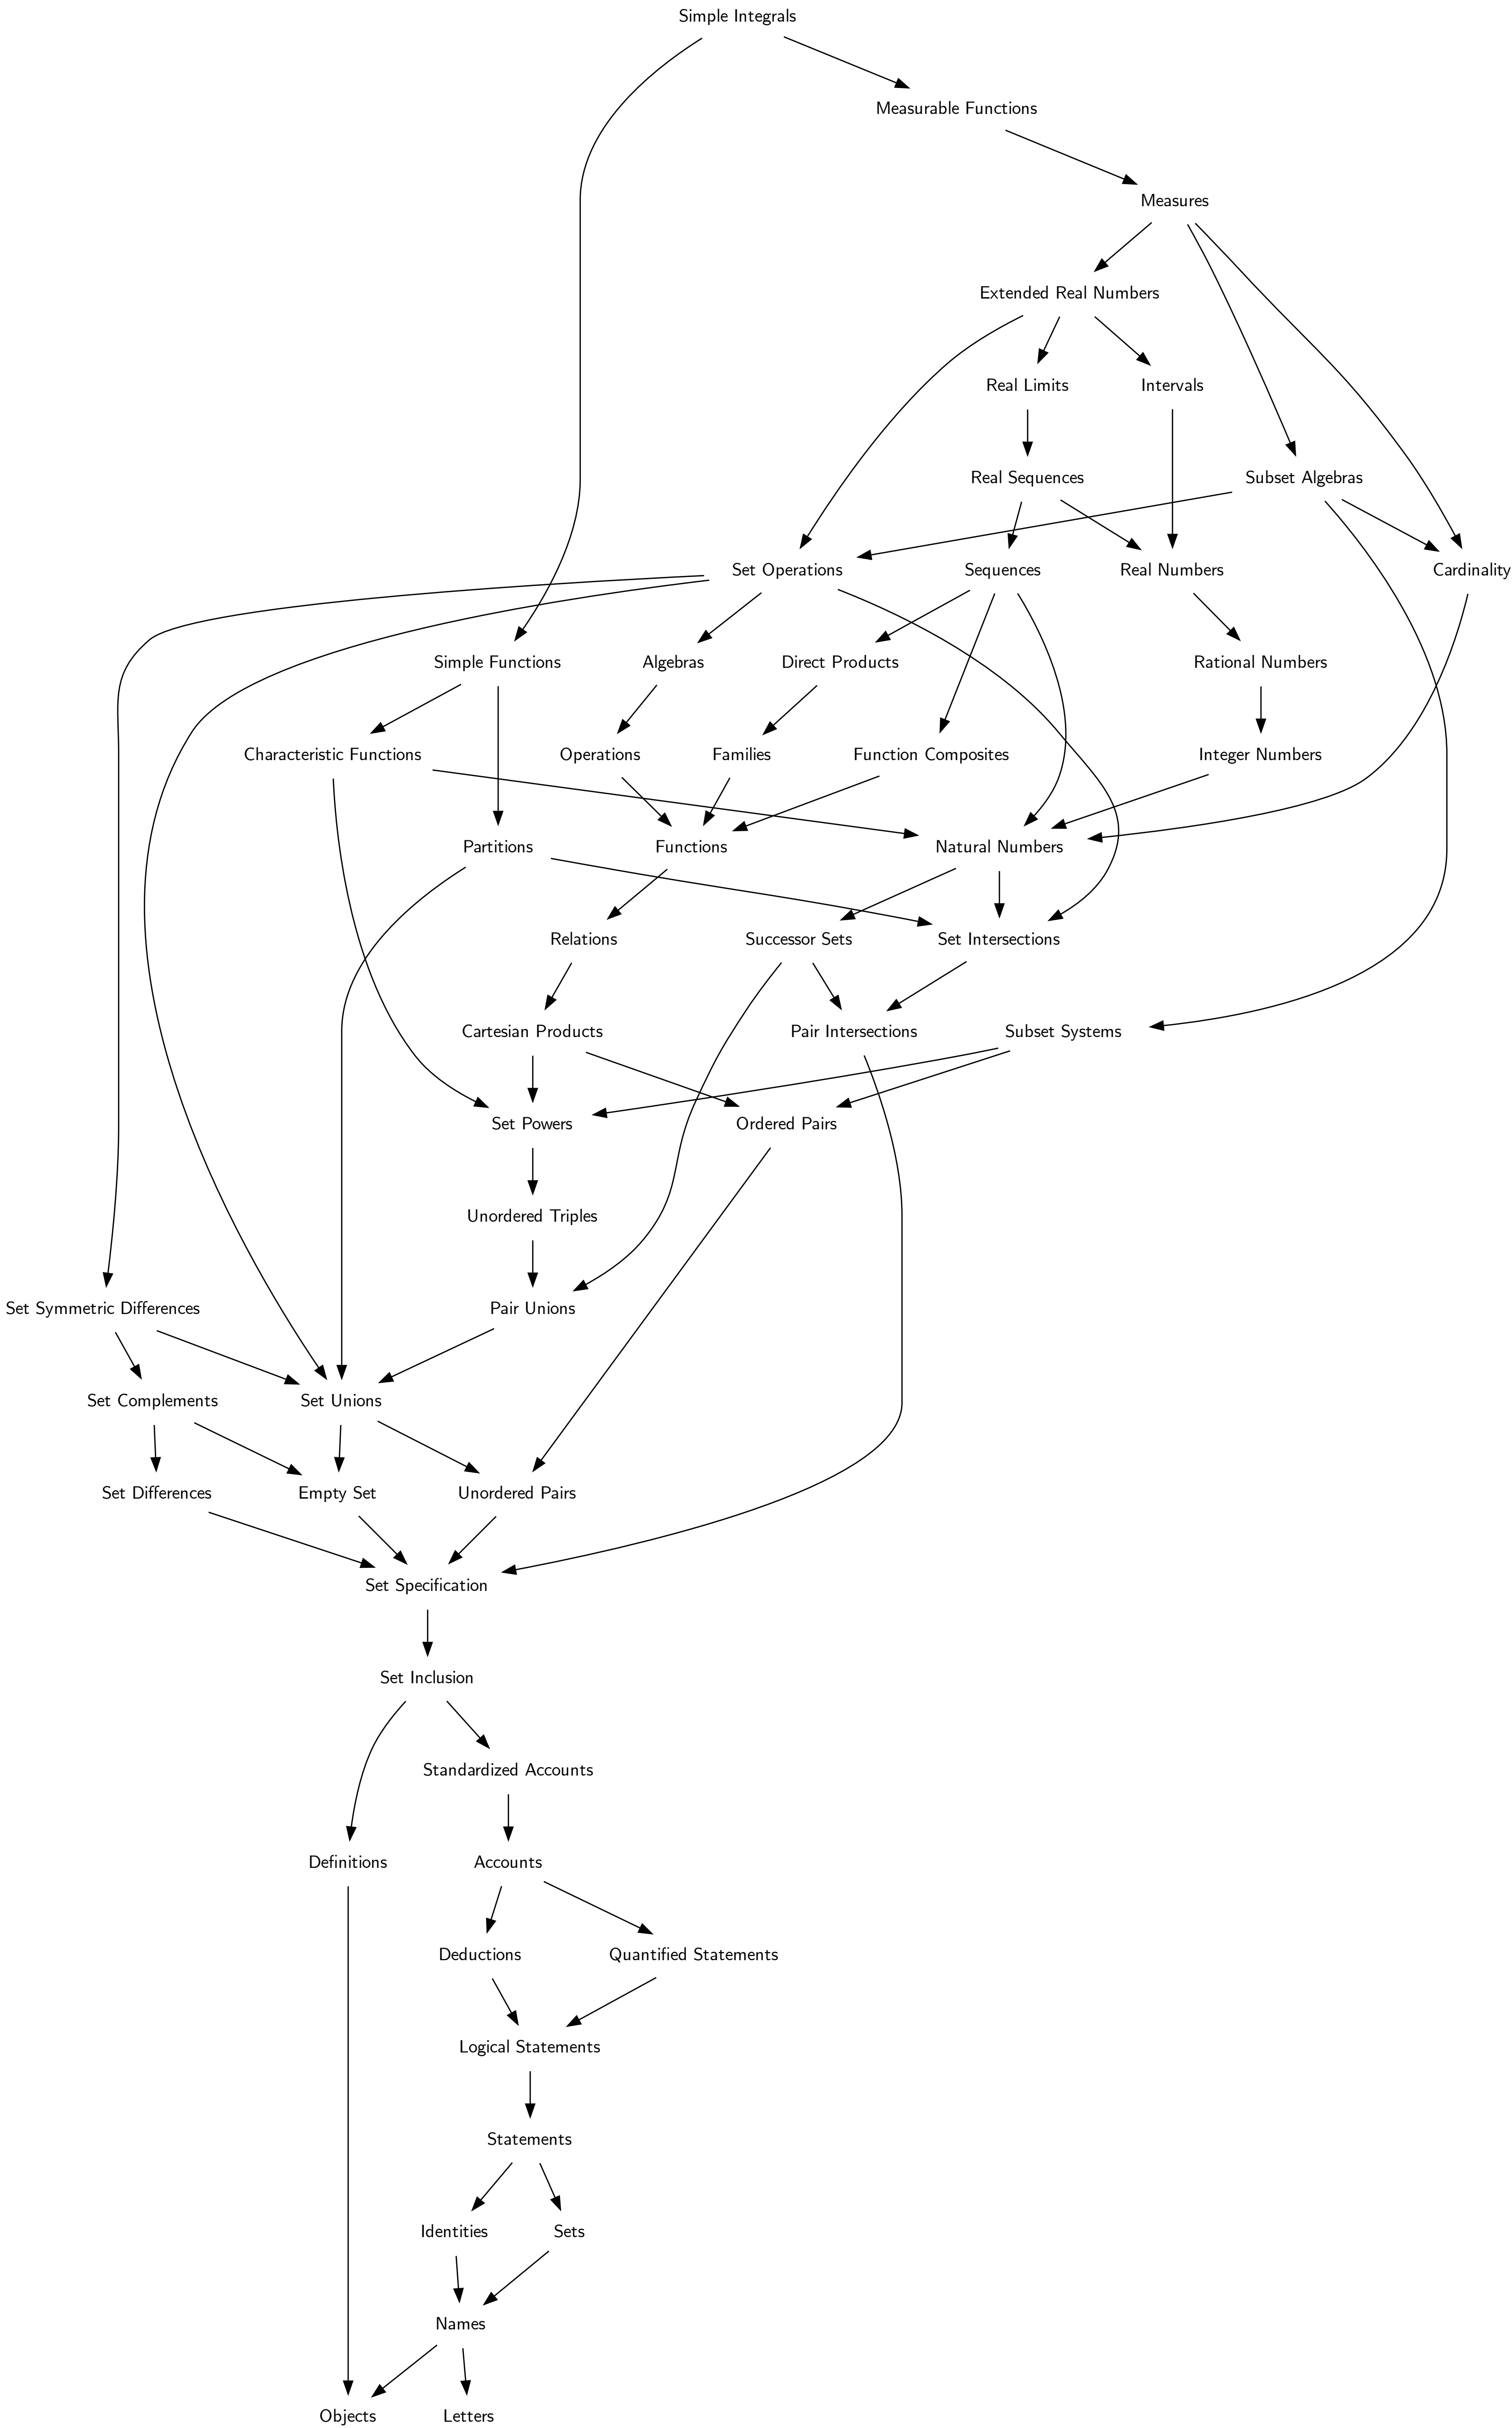 Simple Integrals
Measurable Functions
Measures
Extended Real Numbers
Real Limits
Intervals
Real Sequences
Subset Algebras
Set Operations
Sequences
Real Numbers
Cardinality
Simple Functions
Algebras
Direct Products
Rational Numbers
Characteristic Functions
Operations
Families
Function Composites
Integer Numbers
Partitions
Functions
Natural Numbers
Relations
Successor Sets
Set Intersections
Cartesian Products
Pair Intersections
Subset Systems
Set Powers
Ordered Pairs
Unordered Triples
Set Symmetric Differences
Pair Unions
Set Complements
Set Unions
Set Differences
Empty Set
Unordered Pairs
Set Specification
Set Inclusion
Standardized Accounts
Definitions
Accounts
Deductions
Quantified Statements
Logical Statements
Statements
Identities
Sets
Names
Objects
Letters